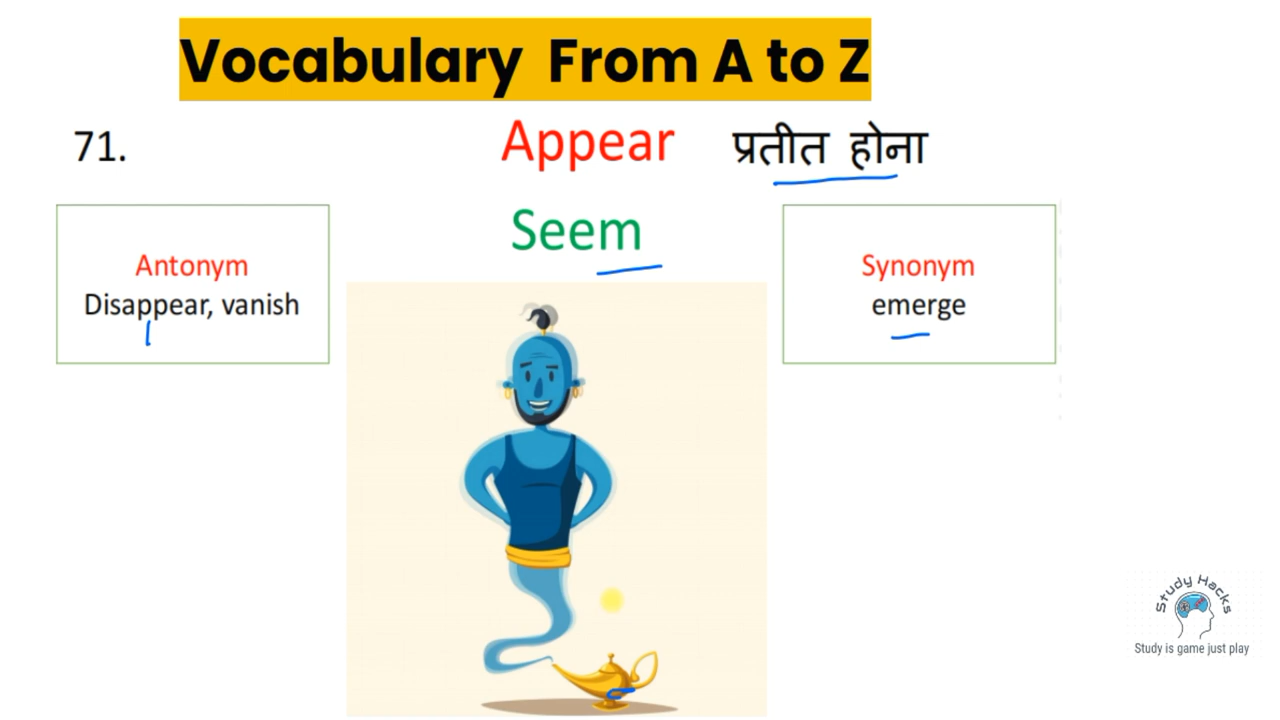 Vocabulary From A to Z
71.
Appear प्रतीत होना
Seem
Antonym
Disappear, vanish
Synonym
emerge
Study Hacks
Study is game just play